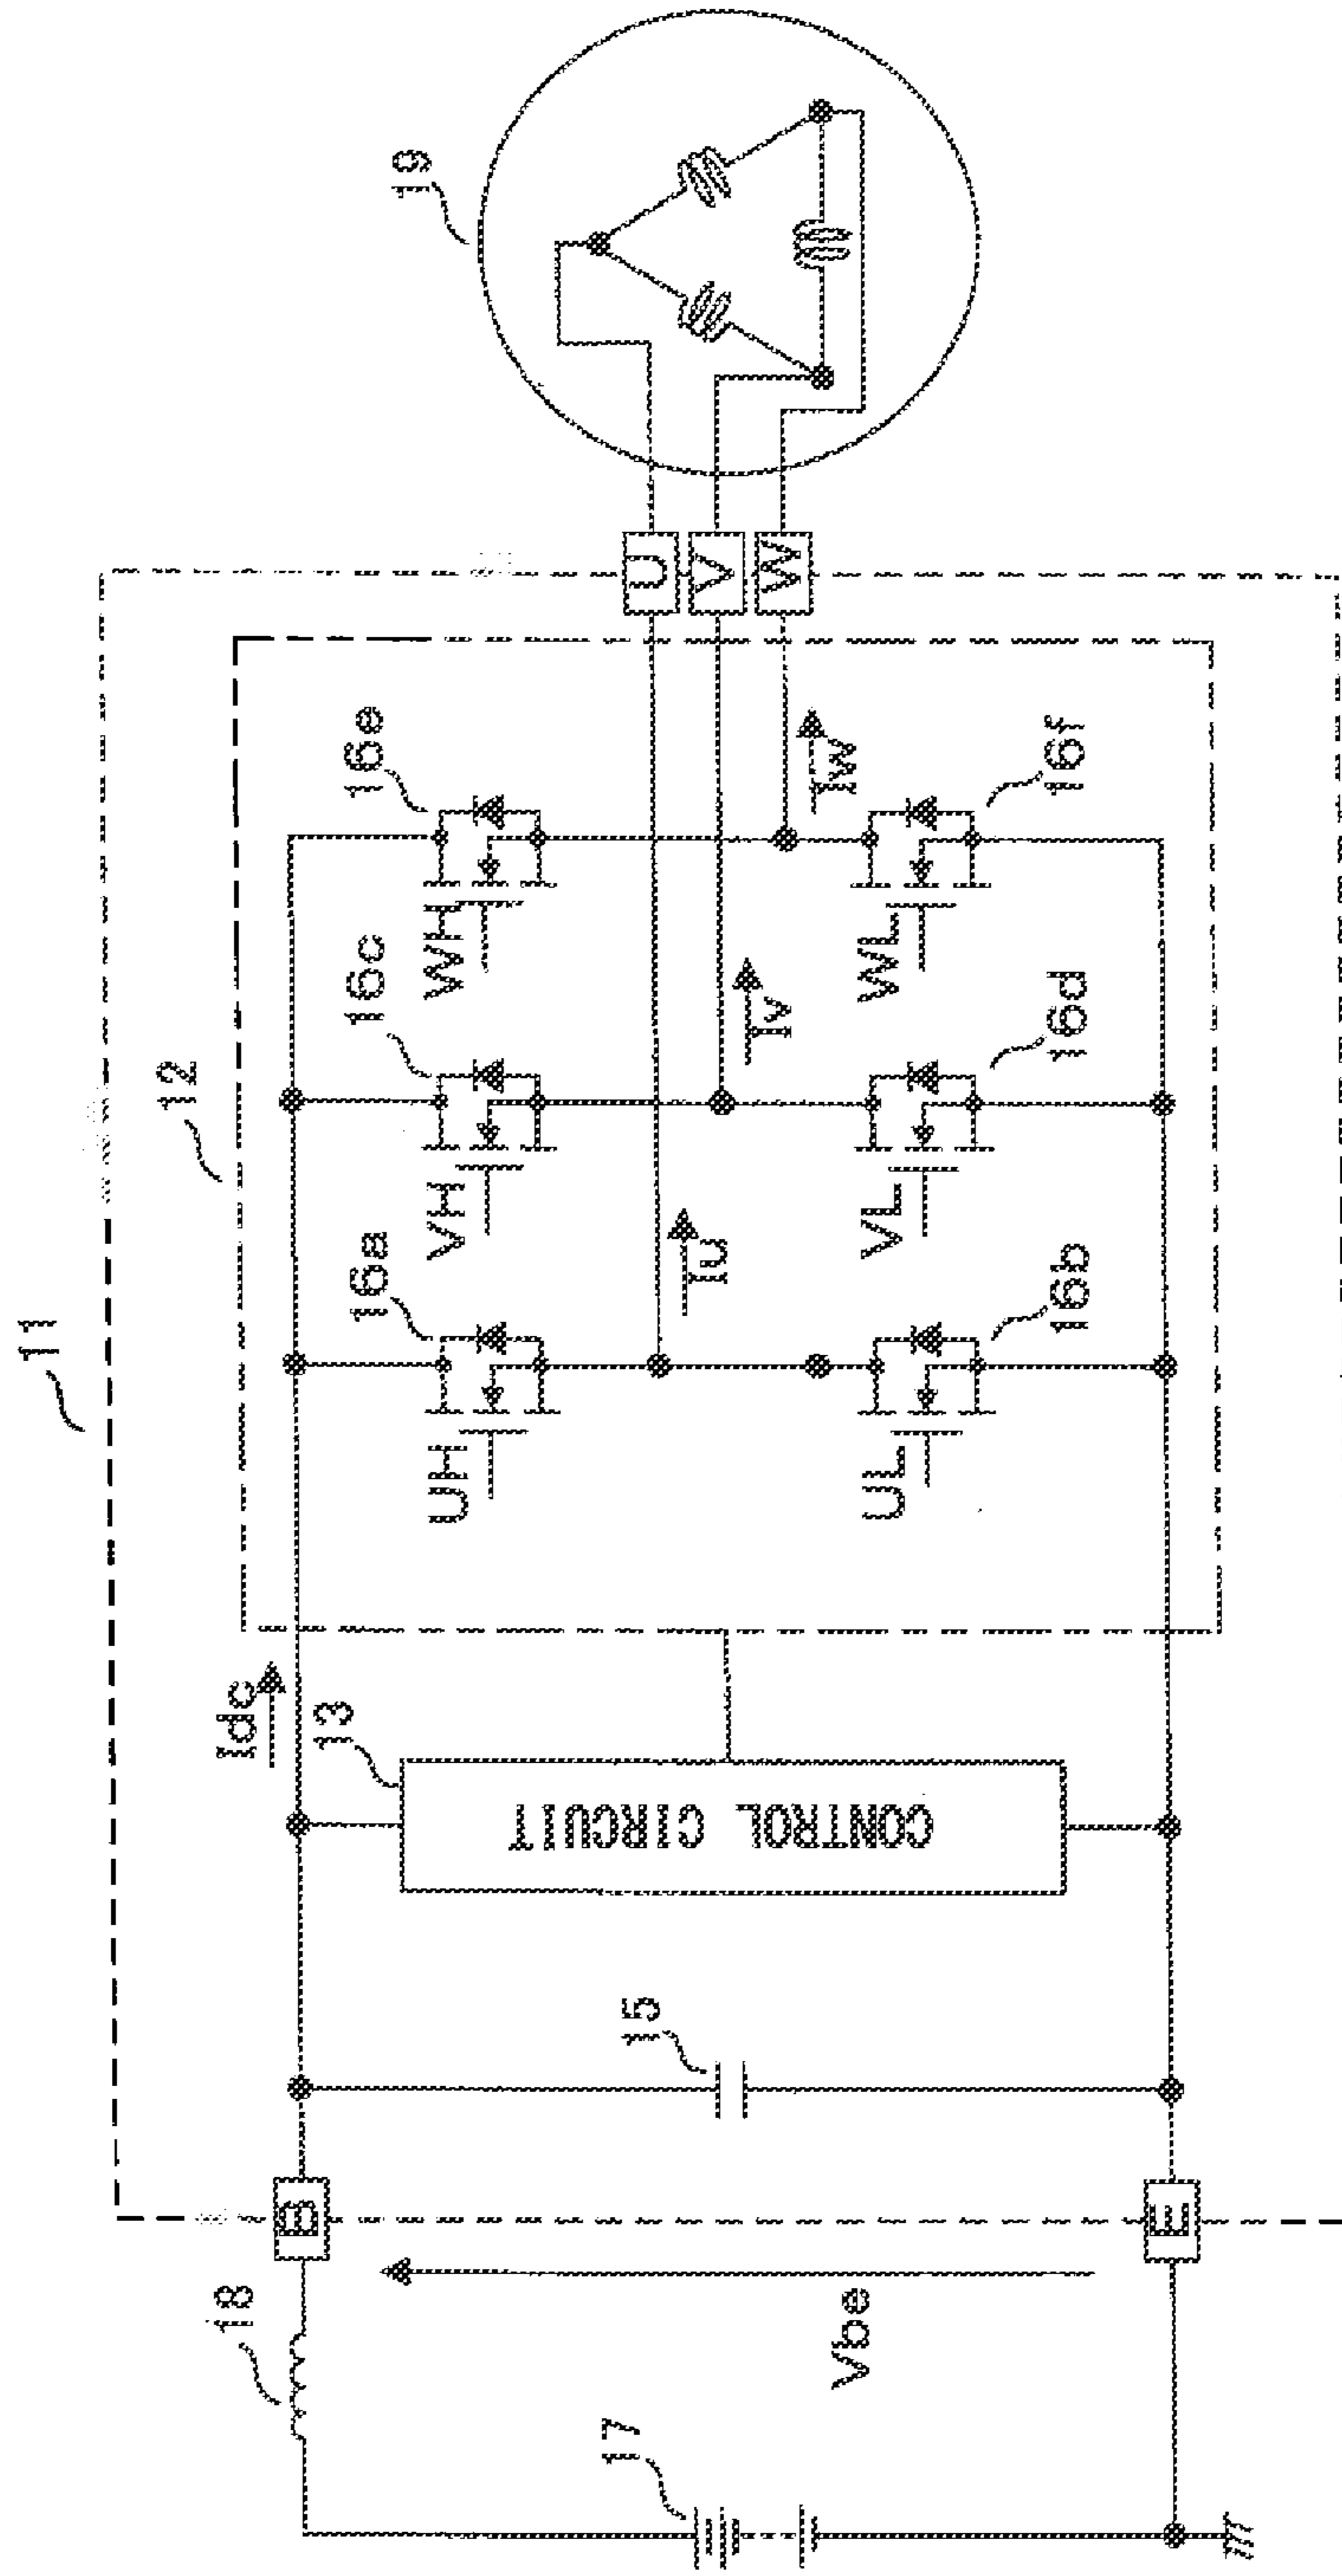 11
12
Idc
13
CONTROL CIRCUIT
15
B
18
17
Vbe
E
16a
UH
16c
VH
16e
WH
Iu
Iv
Iw
UL
16b
VL
16d
WL
16f
U
V
W
19